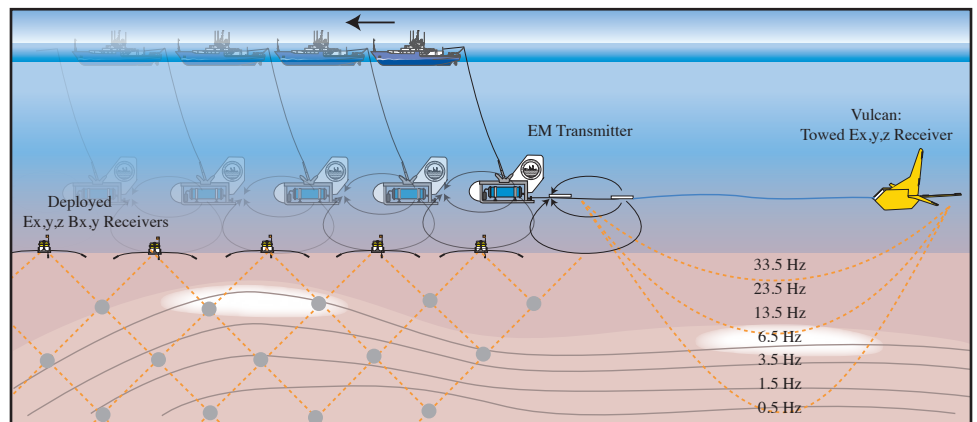 EM Transmitter
Vulcan:
Towed Ex,y,z Receiver
Deployed
Ex,y,z Bx,y Receivers
33.5 Hz
23.5 Hz
13.5 Hz
6.5 Hz
3.5 Hz
1.5 Hz
0.5 Hz